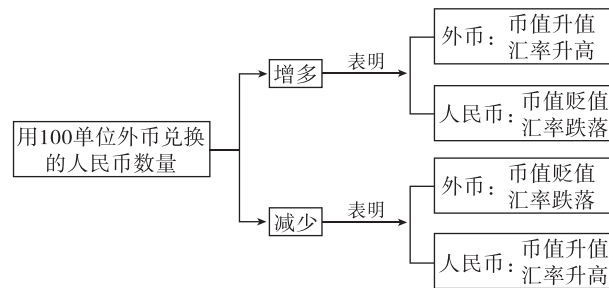 用100单位外币兑换
的人民币数量
增多
表明
外币：币值升值
汇率升高
人民币：币值贬值
汇率跌落
减少
表明
外币：币值贬值
汇率跌落
人民币：币值升值
汇率升高